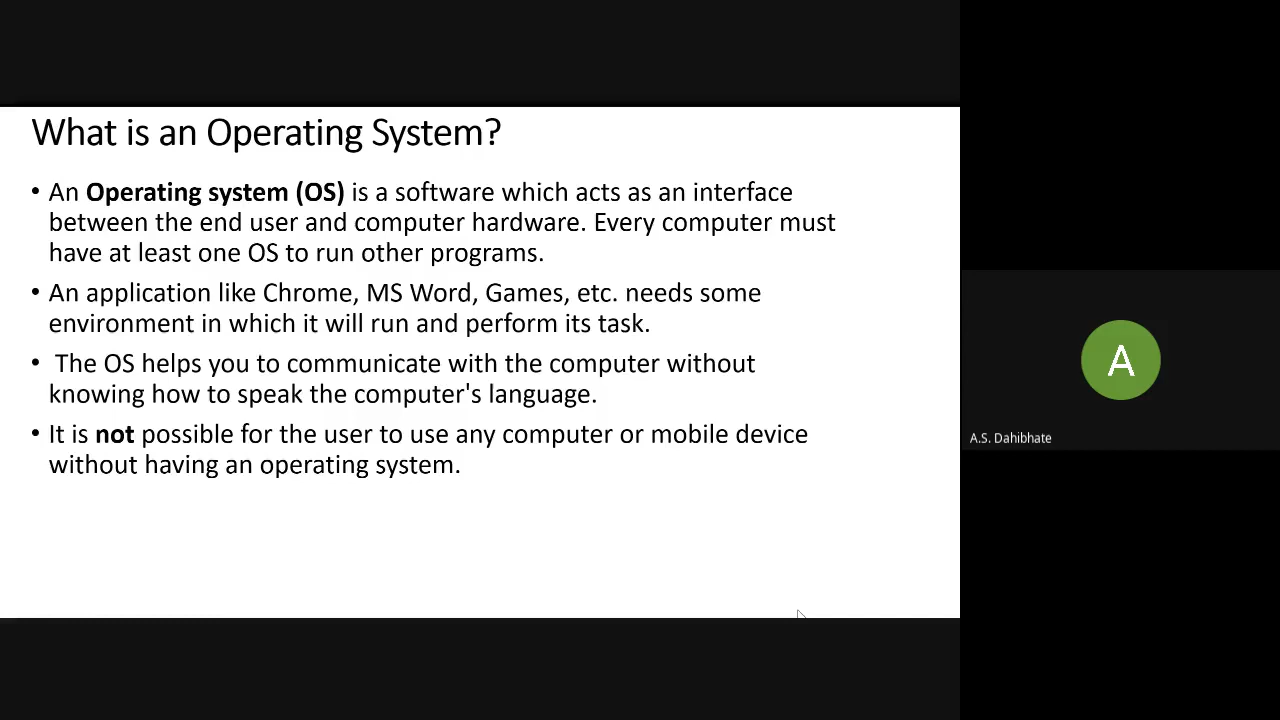 What is an Operating System?
• An Operating system (OS) is a software which acts as an interface
between the end user and computer hardware. Every computer must
have at least one OS to run other programs.
• An application like Chrome, MS Word, Games, etc. needs some
environment in which it will run and perform its task.
• The OS helps you to communicate with the computer without
knowing how to speak the computer's language.
• It is not possible for the user to use any computer or mobile device
without having an operating system.
A
A.S. Dahibhate